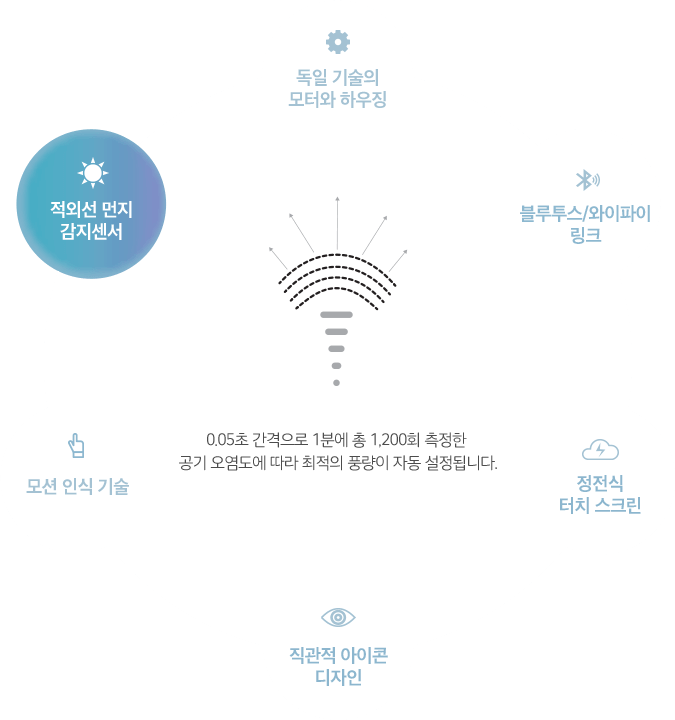 독일 기술의
모터와 하우징
적외선 먼지
감지센서
블루투스/와이파이
링크
0.05초 간격으로 1분에 총 1,200회 측정한
공기 오염도에 따라 최적의 풍량이 자동 설정됩니다.
모션 인식 기술
정전식
터치 스크린
직관적 아이콘
디자인